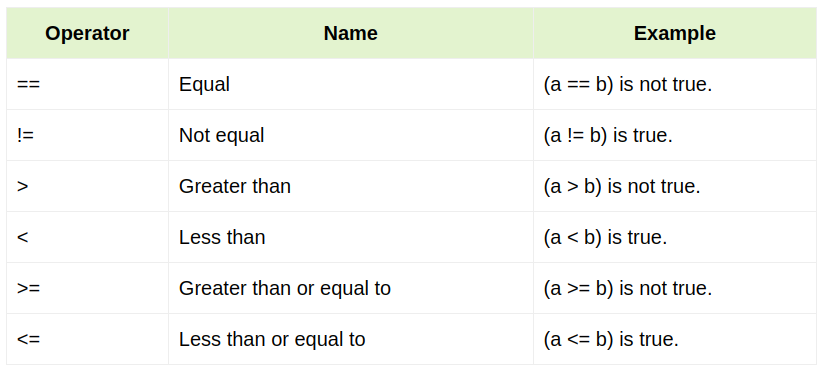 Operator Name Example
== Equal (a == b) is not true.
!= Not equal (a != b) is true.
> Greater than (a > b) is not true.
< Less than (a < b) is true.
>= Greater than or equal to (a >= b) is not true.
<= Less than or equal to (a <= b) is true.